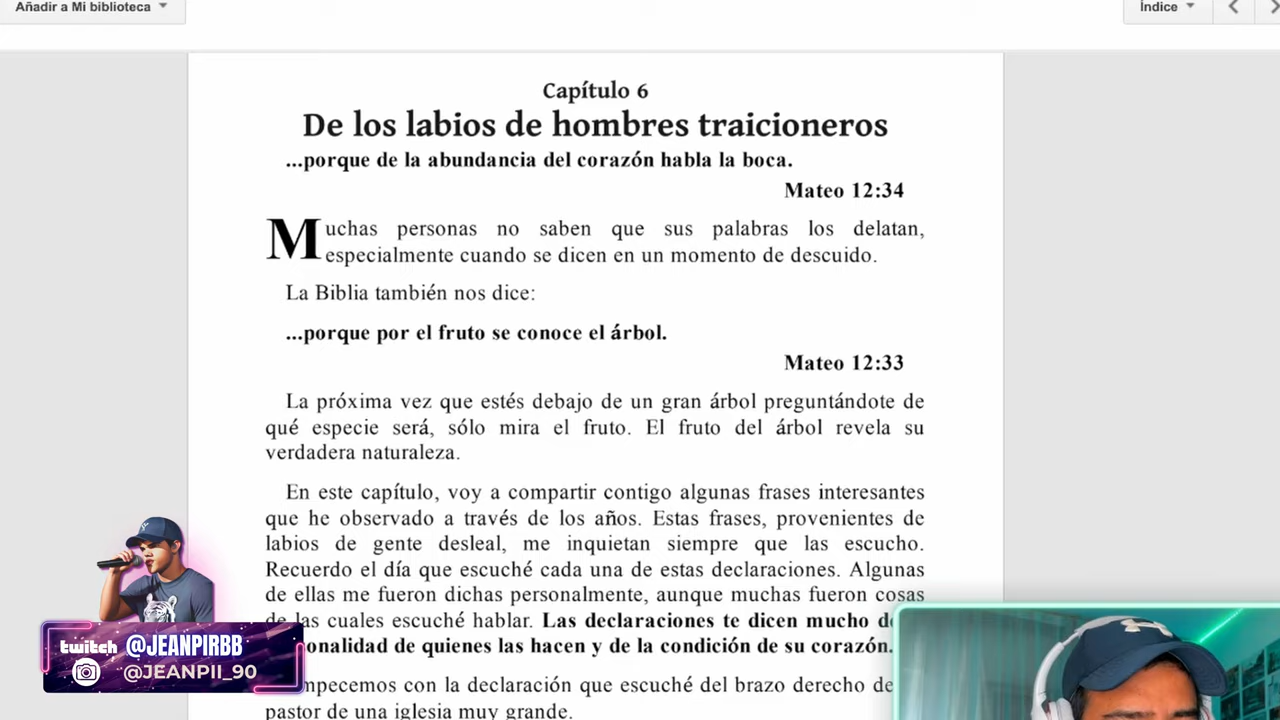 Añadir a Mi biblioteca
Índice
Capítulo 6
De los labios de hombres traicioneros
...porque de la abundancia del corazón habla la boca.
Mateo 12:34
Muchas personas no saben que sus palabras los delatan,
especialmente cuando se dicen en un momento de descuido.
La Biblia también nos dice:
...porque por el fruto se conoce el árbol.
Mateo 12:33
La próxima vez que estés debajo de un gran árbol preguntándote de
qué especie será, sólo mira el fruto. El fruto del árbol revela su
verdadera naturaleza.
En este capítulo, voy a compartir contigo algunas frases interesantes
que he observado a través de los años. Estas frases, provenientes de
labios de gente desleal, me inquietan siempre que las escucho.
Recuerdo el día que escuché cada una de estas declaraciones. Algunas
de ellas me fueron dichas personalmente, aunque muchas fueron cosas
de las cuales escuché hablar. Las declaraciones te dicen mucho
de quienes las hacen y de la condición de su corazón.
con la declaración que escuché del brazo derecho
pastor de una iglesia muy grande.
twitch @JEANPIRBB
@JEANPII_90